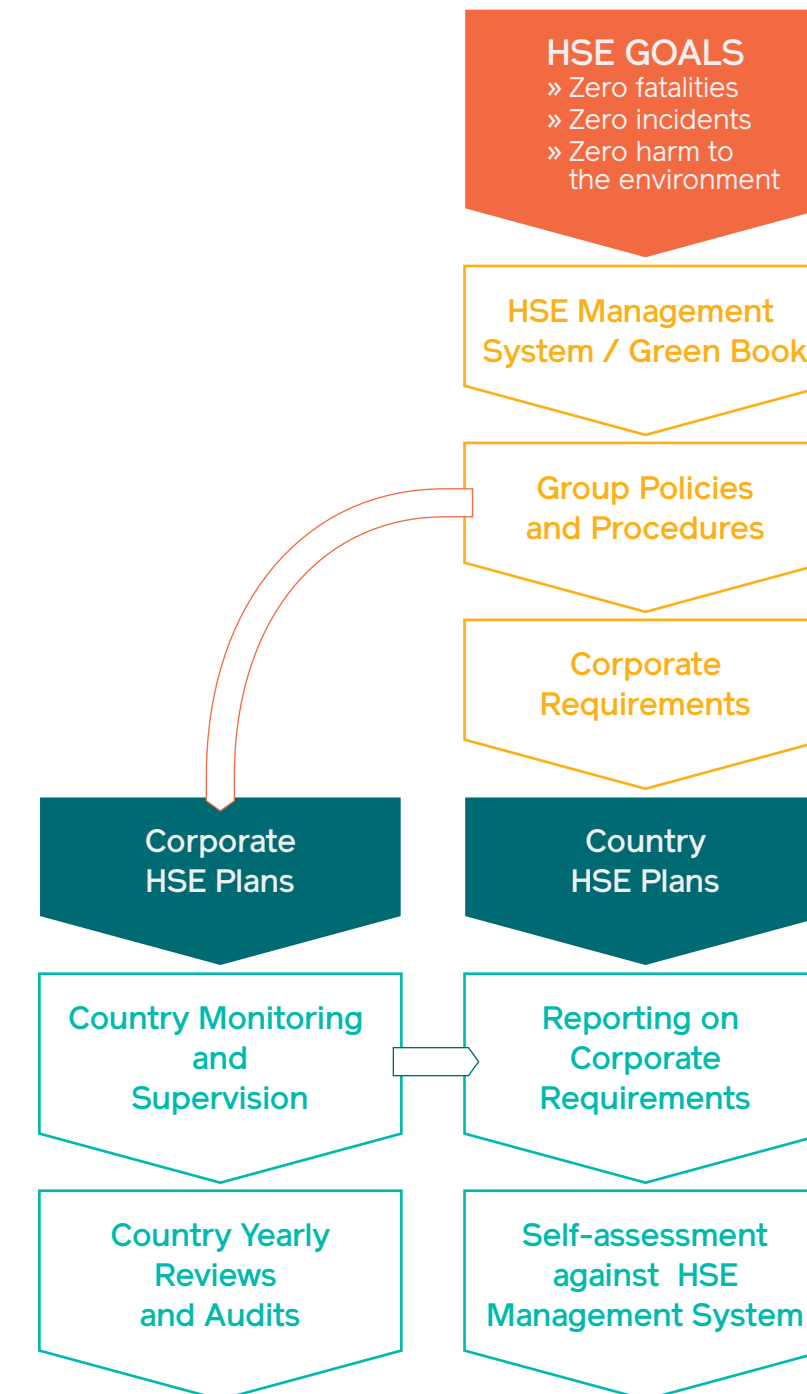 HSE GOALS
» Zero fatalities
» Zero incidents
» Zero harm to
the environment
HSE Management
System / Green Book
Group Policies
and Procedures
Corporate
Requirements
Corporate
HSE Plans
Country
HSE Plans
Country Monitoring
and
Supervision
Reporting on
Corporate
Requirements
Country Yearly
Reviews
and Audits
Self-assessment
against HSE
Management System